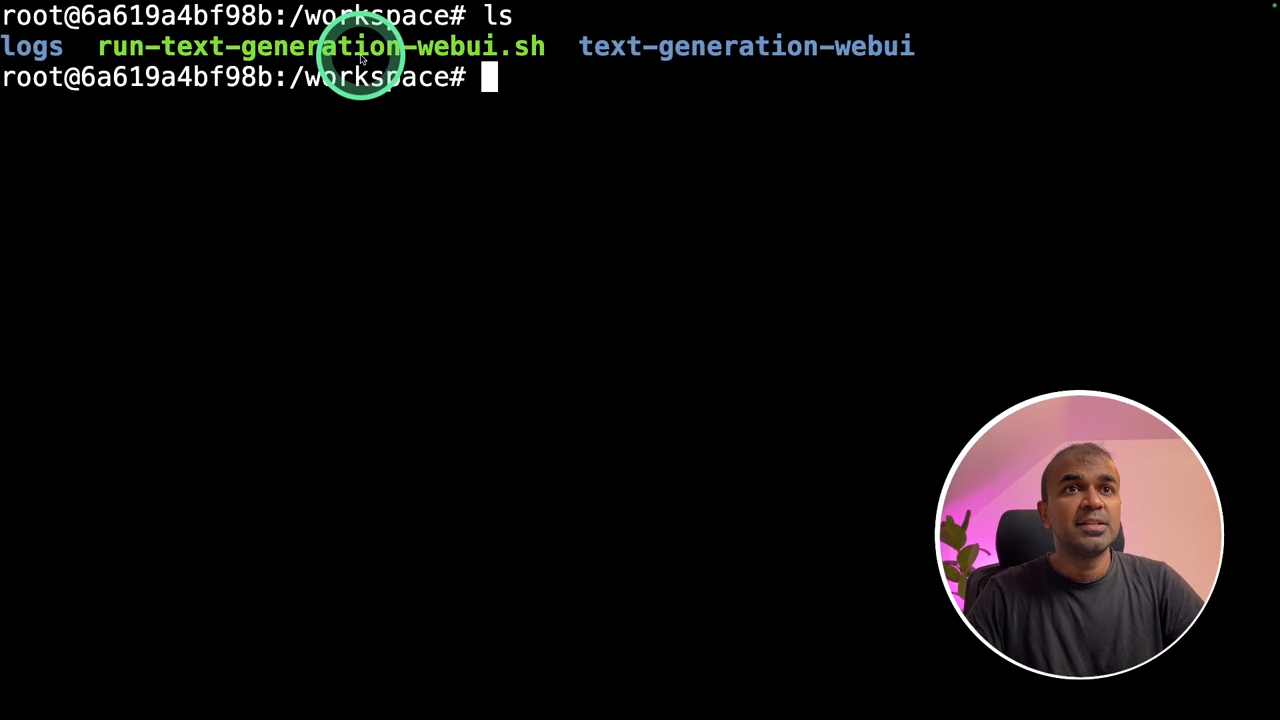 root@6a619a4bf98b:/workspace# ls
logs  run-text-generation-webui.sh  text-generation-webui
root@6a619a4bf98b:/workspace#